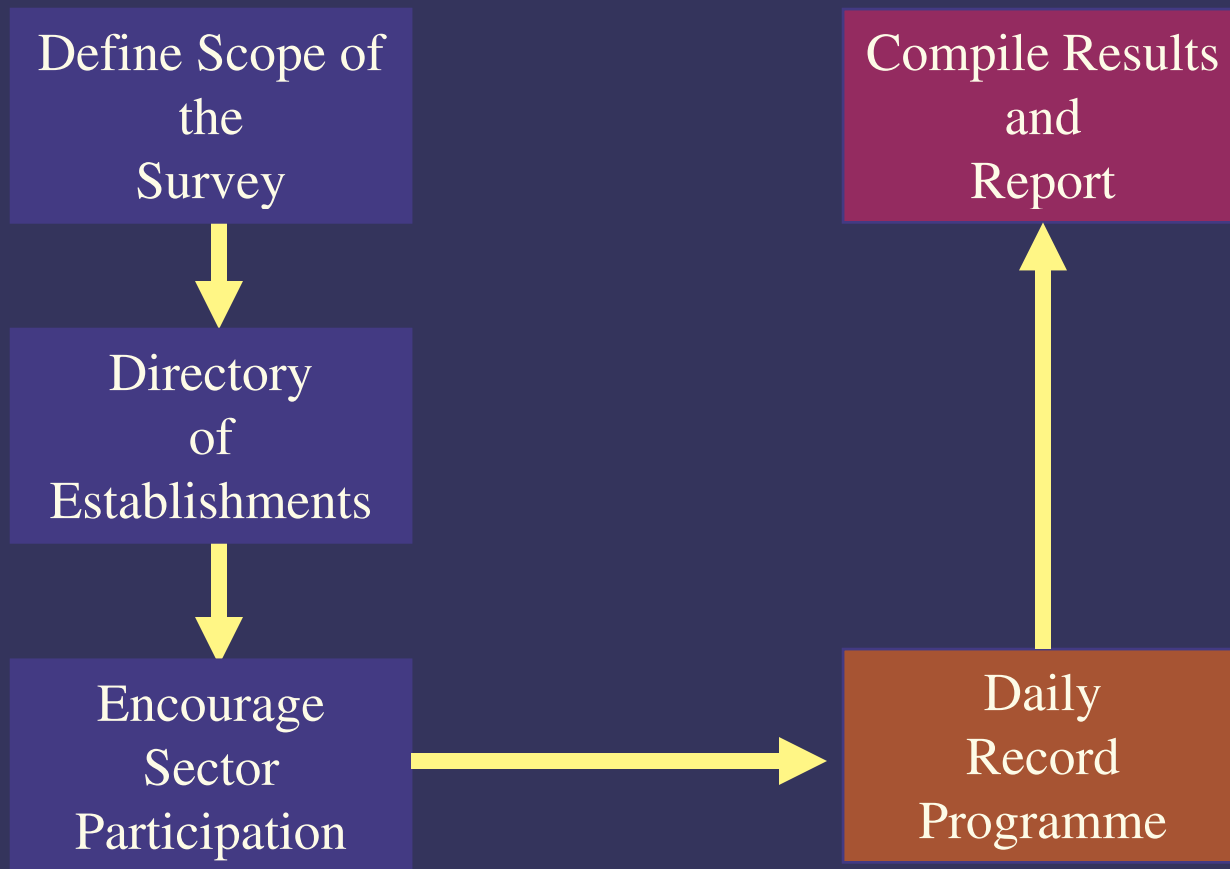 Define Scope of
the
Survey
Directory
of
Establishments
Encourage
Sector
Participation
Daily
Record
Programme
Compile Results
and
Report